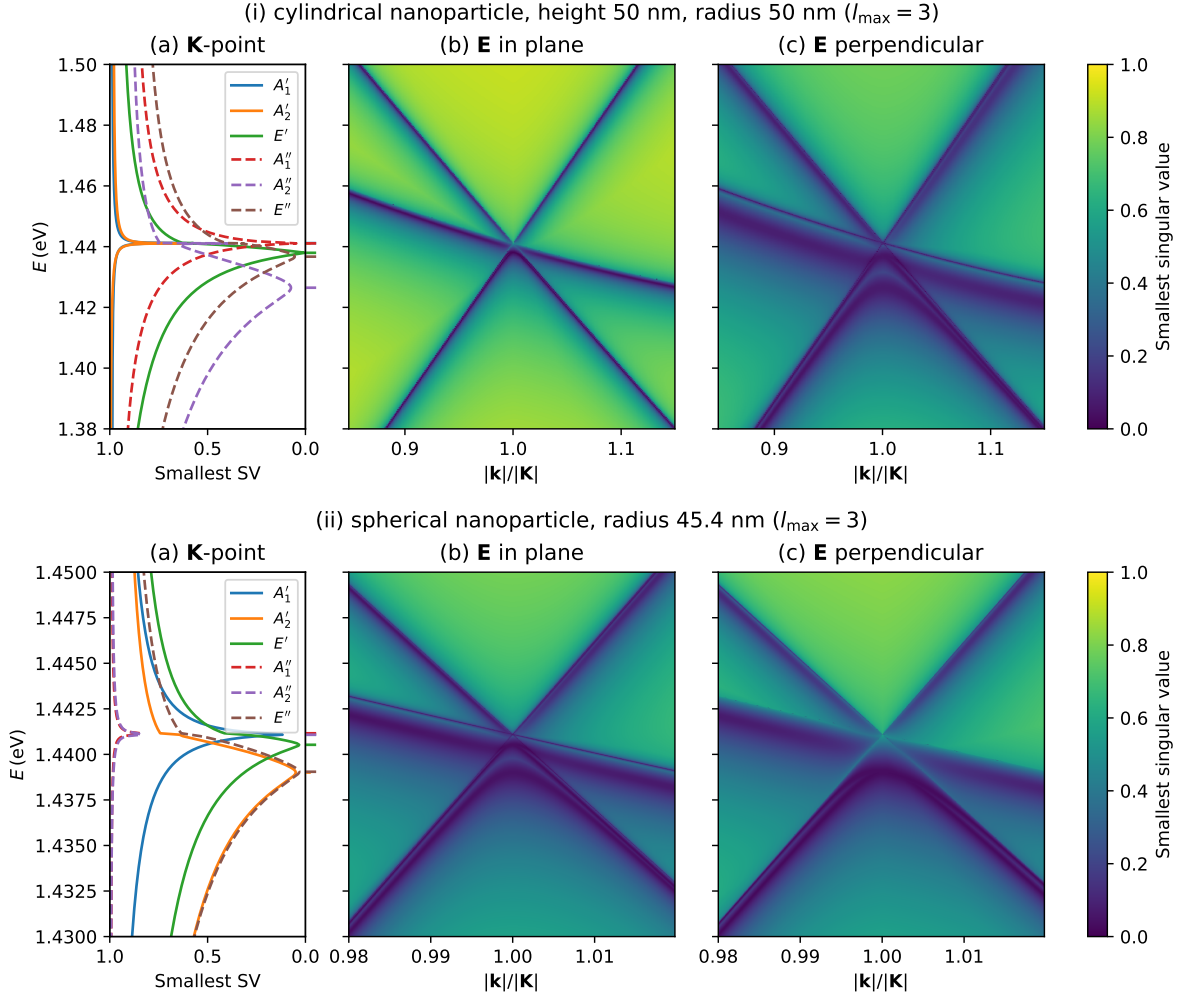 (i) cylindrical nanoparticle, height 50 nm, radius 50 nm (lmax = 3)
(a) K-point
(b) E in plane
(c) E perpendicular
1.50
1.48
1.46
1.44
1.42
1.40
1.38
E (eV)
A′1
A′2
E′
A″1
A″2
E″
1.0
0.5
0.0
Smallest SV
0.9
1.0
1.1
|k|/|K|
0.9
1.0
1.1
|k|/|K|
1.0
0.8
0.6
0.4
0.2
0.0
Smallest singular value
(ii) spherical nanoparticle, radius 45.4 nm (lmax = 3)
(a) K-point
(b) E in plane
(c) E perpendicular
1.4500
1.4475
1.4450
1.4425
1.4400
1.4375
1.4350
1.4325
1.4300
E (eV)
A′1
A′2
E′
A″1
A″2
E″
1.0
0.5
0.0
Smallest SV
0.98
0.99
1.00
1.01
|k|/|K|
0.98
0.99
1.00
1.01
|k|/|K|
1.0
0.8
0.6
0.4
0.2
0.0
Smallest singular value